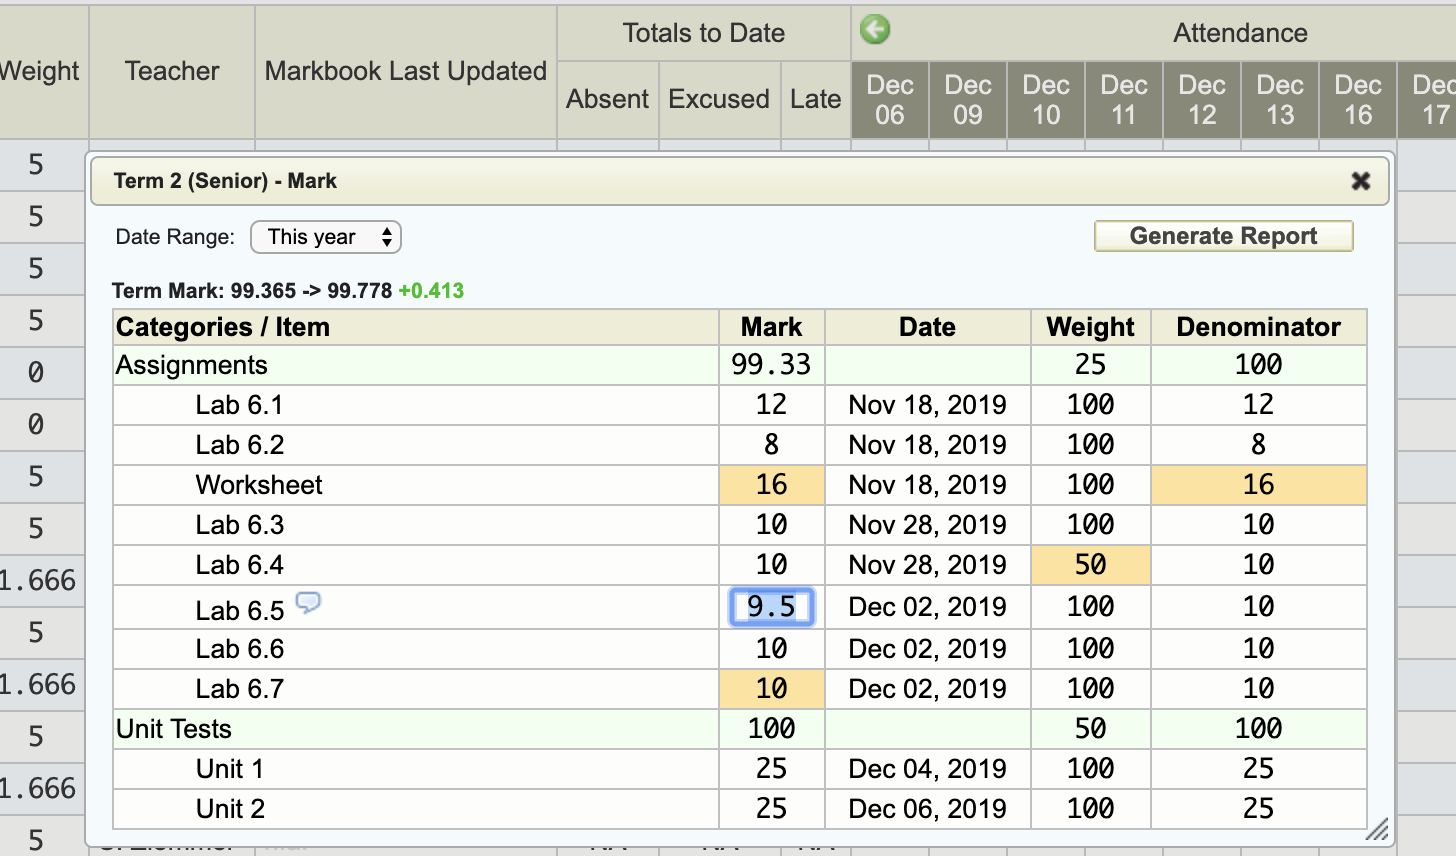 Totals to Date Attendance
Weight Teacher Markbook Last Updated Absent Excused Late Dec 06 Dec 09 Dec 10 Dec 11 Dec 12 Dec 13 Dec 16 Dec 17
5
Term 2 (Senior) - Mark
5
Date Range: This year Generate Report
5
Term Mark: 99.365 -> 99.778 +0.413
5
Categories / Item Mark Date Weight Denominator
Assignments 99.33 25 100
0
Lab 6.1 12 Nov 18, 2019 100 12
0
Lab 6.2 8 Nov 18, 2019 100 8
5
Worksheet 16 Nov 18, 2019 100 16
5
Lab 6.3 10 Nov 28, 2019 100 10
Lab 6.4 10 Nov 28, 2019 50 10
1.666
Lab 6.5 9.5 Dec 02, 2019 100 10
5
Lab 6.6 10 Dec 02, 2019 100 10
1.666
Lab 6.7 10 Dec 02, 2019 100 10
5
Unit Tests 100 50 100
Unit 1 25 Dec 04, 2019 100 25
1.666
Unit 2 25 Dec 06, 2019 100 25
5